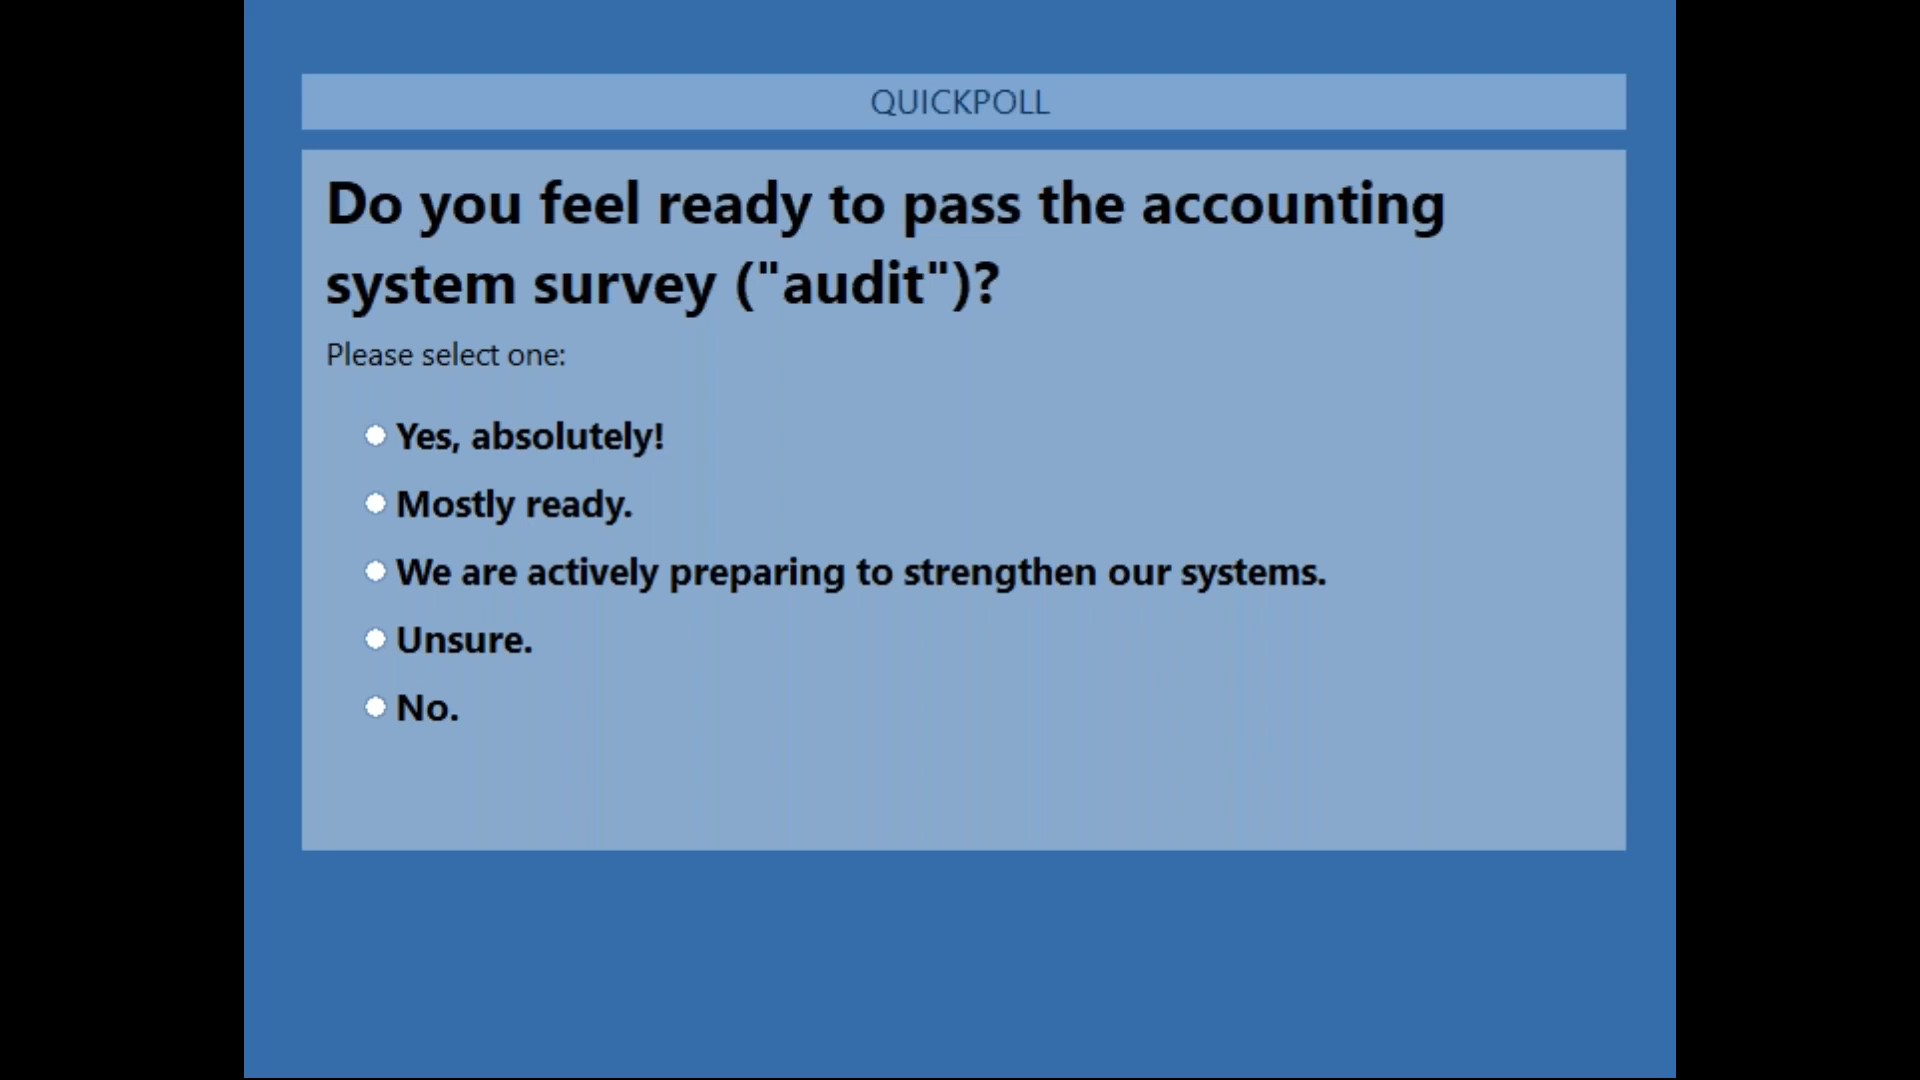 QUICKPOLL
Do you feel ready to pass the accounting
system survey ("audit")?
Please select one:
Yes, absolutely!
Mostly ready.
We are actively preparing to strengthen our systems.
Unsure.
No.